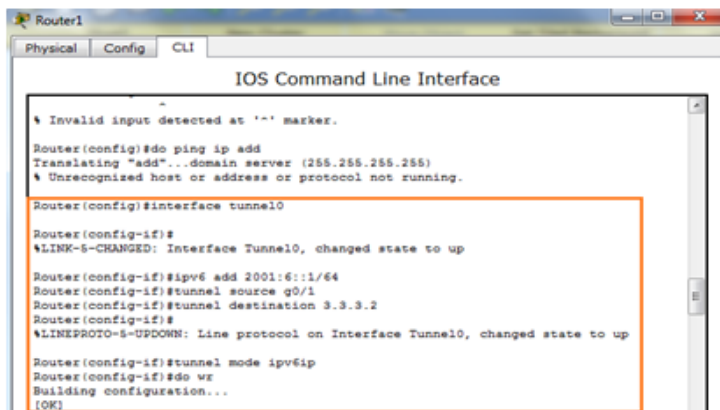 Router1
Physical Config CLI
IOS Command Line Interface
^
% Invalid input detected at '^' marker.
Router(config)#do ping ip add
Translating "add"...domain server (255.255.255.255)
% Unrecognized host or address or protocol not running.
Router(config)#interface tunnel0
Router(config-if)#
%LINK-5-CHANGED: Interface Tunnel0, changed state to up
Router(config-if)#ipv6 add 2001:6::1/64
Router(config-if)#tunnel source g0/1
Router(config-if)#tunnel destination 3.3.3.2
Router(config-if)#
%LINEPROTO-5-UPDOWN: Line protocol on Interface Tunnel0, changed state to up
Router(config-if)#tunnel mode ipv6ip
Router(config-if)#do wr
Building configuration...
[OK]